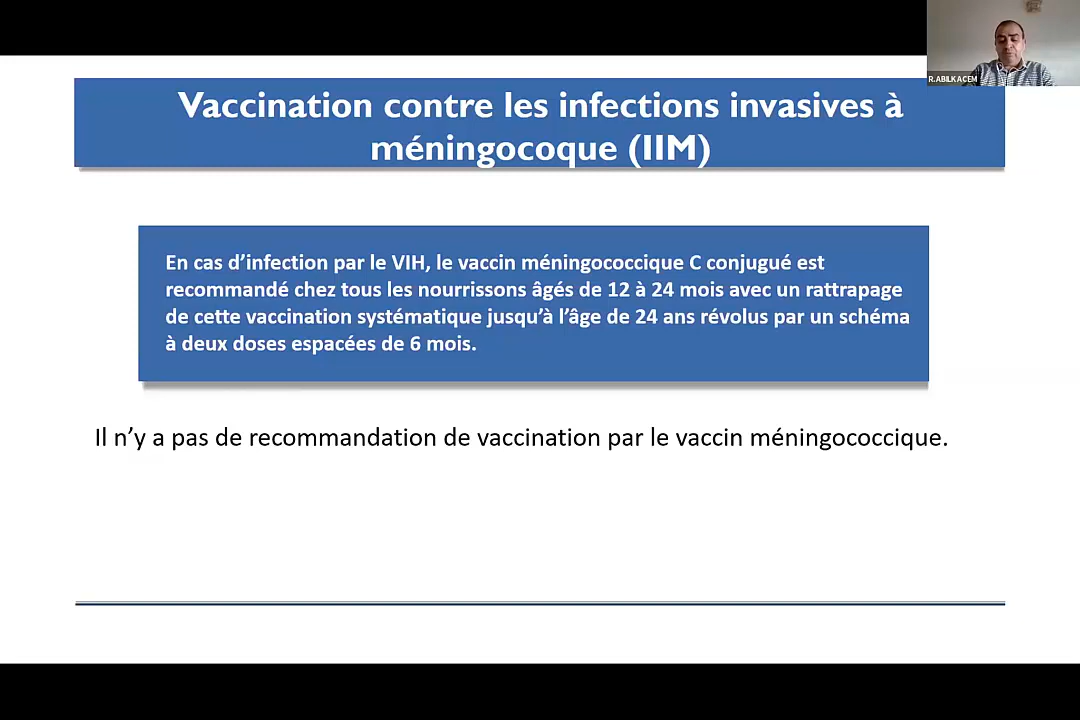 R.ABILKACEM
Vaccination contre les infections invasives à
méningocoque (IIM)
En cas d’infection par le VIH, le vaccin méningococcique C conjugué est
recommandé chez tous les nourrissons âgés de 12 à 24 mois avec un rattrapage
de cette vaccination systématique jusqu’à l’âge de 24 ans révolus par un schéma
à deux doses espacées de 6 mois.
Il n’y a pas de recommandation de vaccination par le vaccin méningococcique.